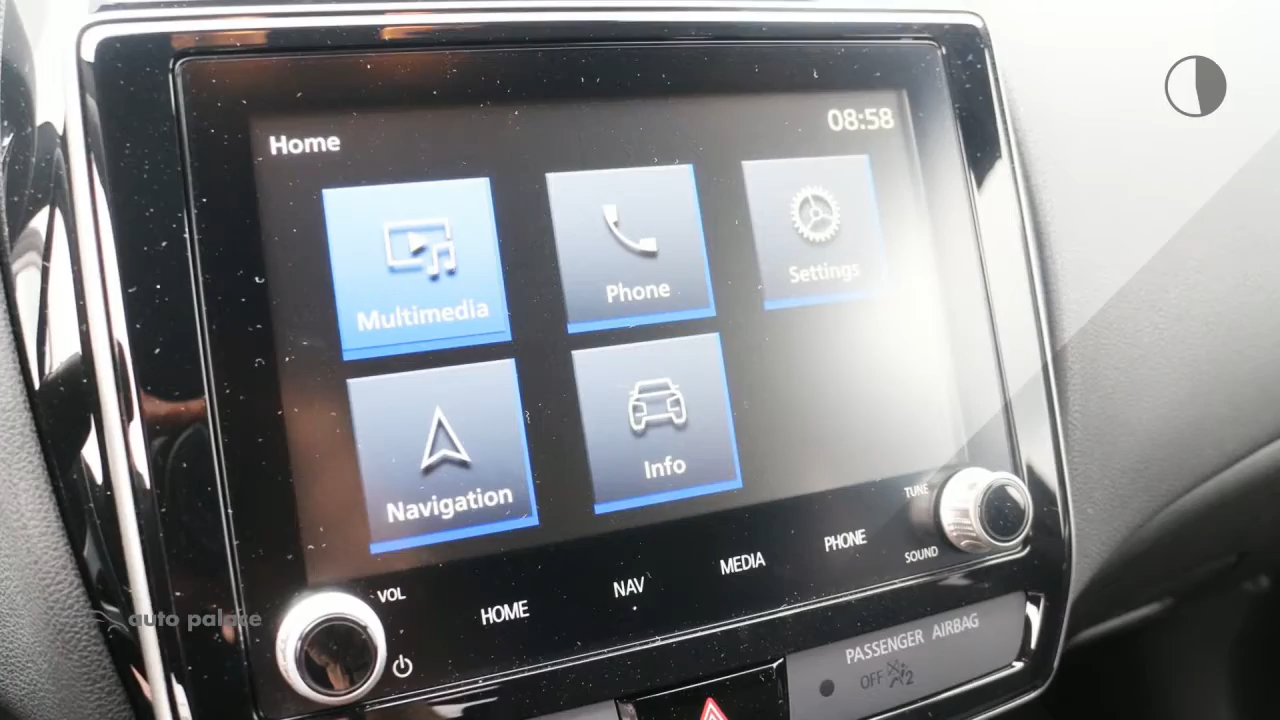 Home
08:58
Multimedia
Phone
Settings
Navigation
Info
TUNE
SOUND
VOL
HOME
NAV
MEDIA
PHONE
auto palace
PASSENGER AIRBAG
OFF 2